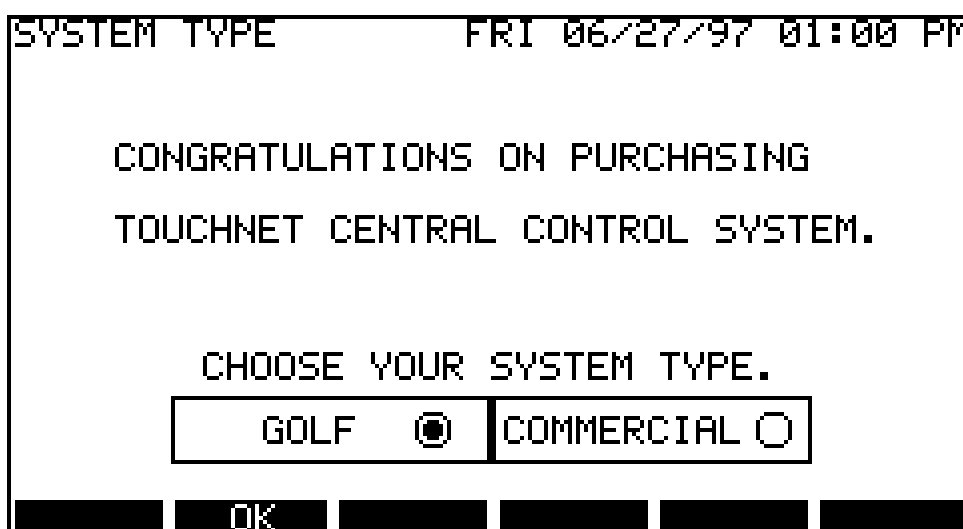 SYSTEM TYPE FRI 06/27/97 01:00 PM
CONGRATULATIONS ON PURCHASING
TOUCHNET CENTRAL CONTROL SYSTEM.
CHOOSE YOUR SYSTEM TYPE.
GOLF COMMERCIAL
OK